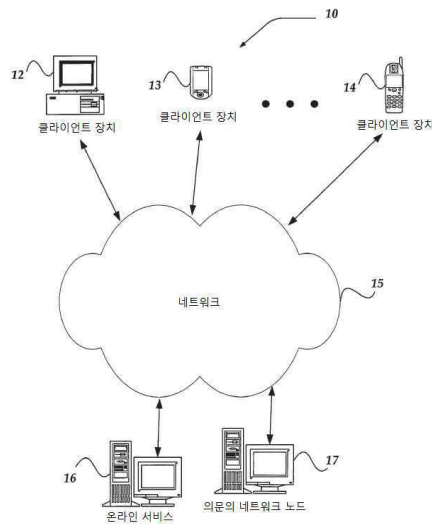 10
12
13
14
클라이언트 장치
클라이언트 장치
클라이언트 장치
네트워크
15
16
17
온라인 서비스
의문의 네트워크 노드